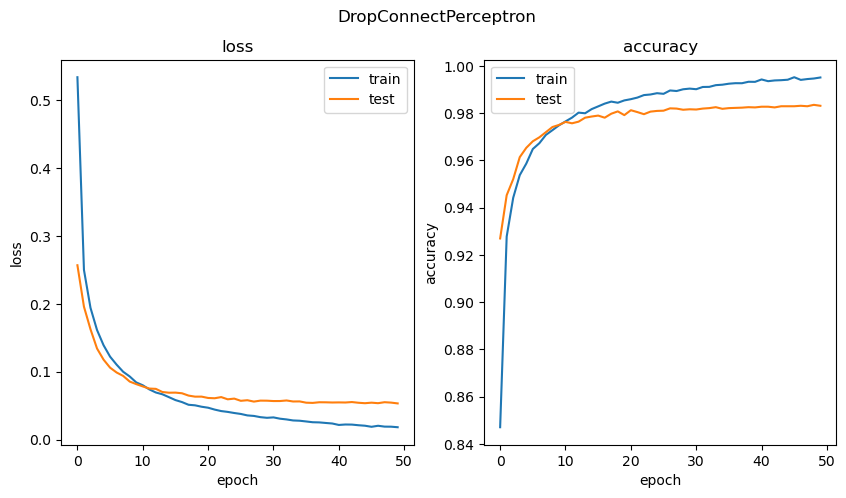 DropConnectPerceptron
loss
train
test
0.5
0.4
0.3
0.2
0.1
0.0
loss
0 10 20 30 40 50
epoch
accuracy
train
test
1.00
0.98
0.96
0.94
0.92
0.90
0.88
0.86
0.84
accuracy
0 10 20 30 40 50
epoch